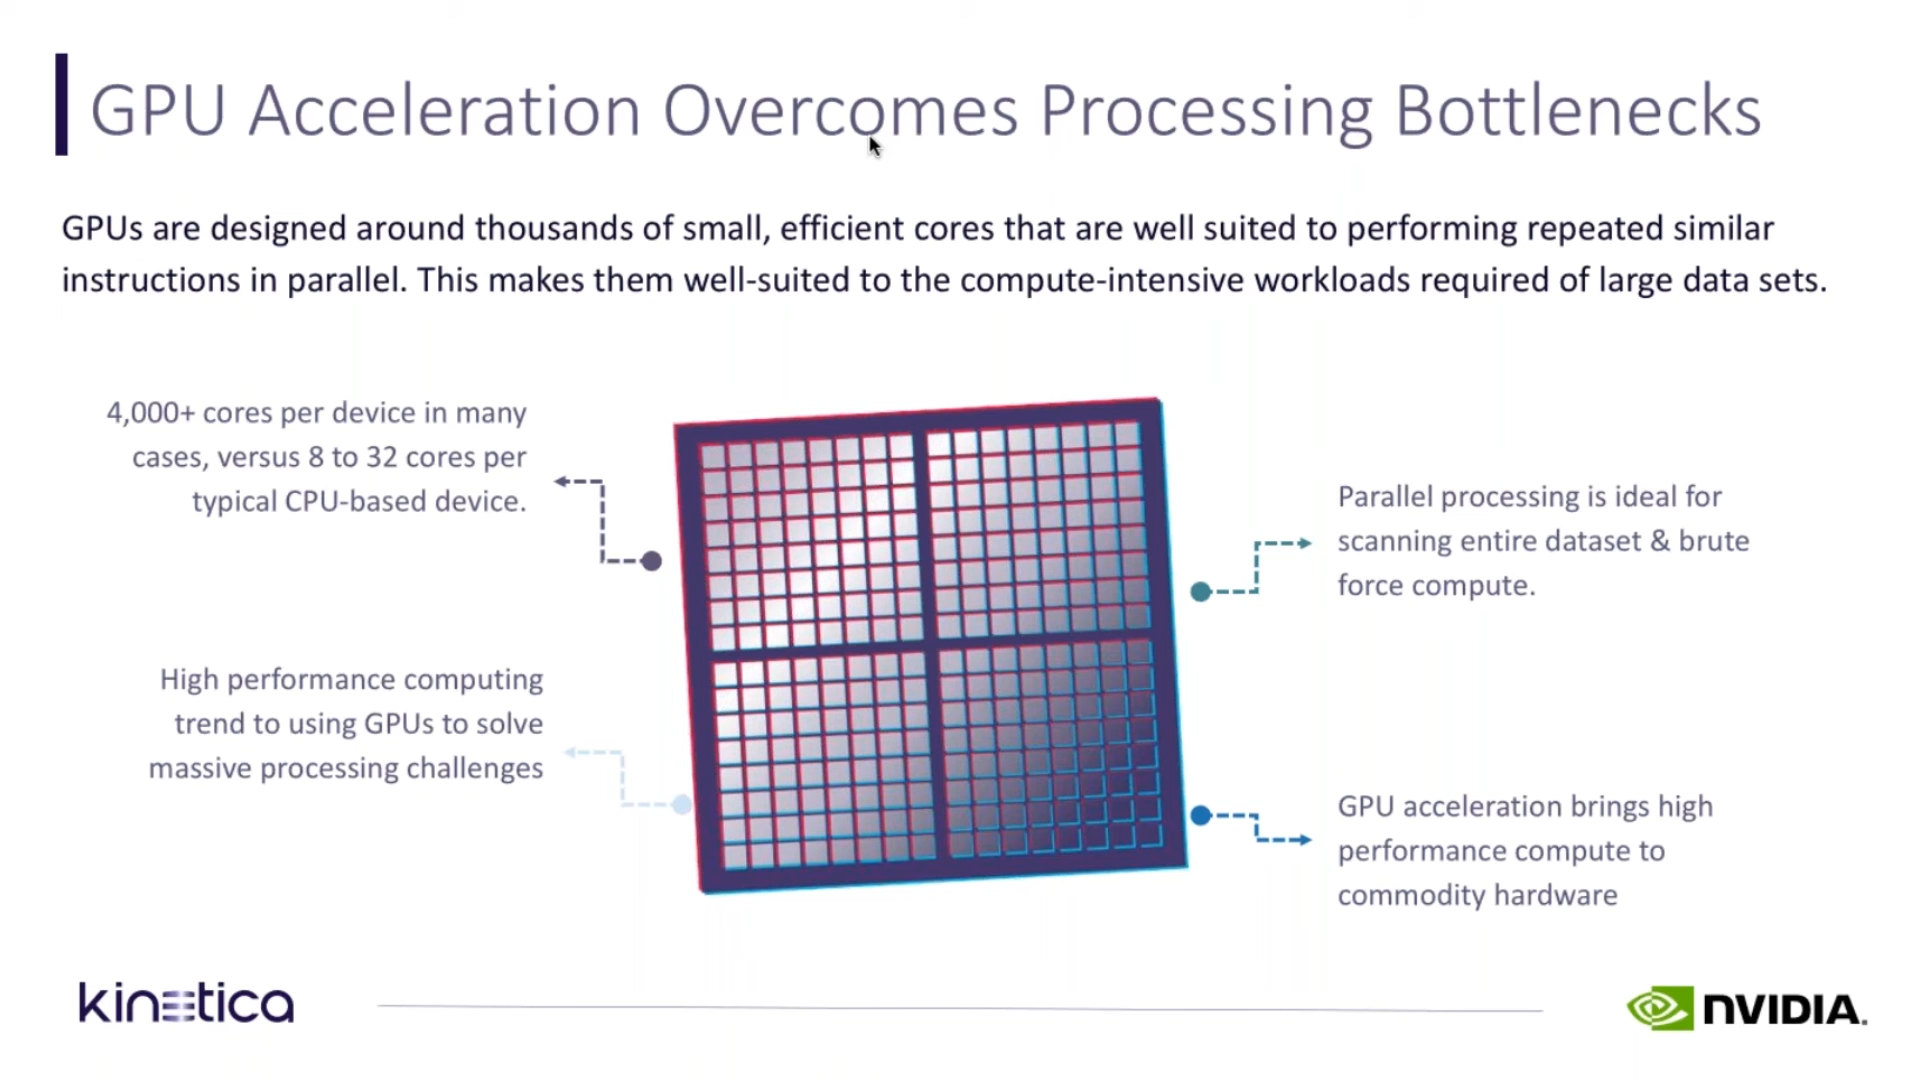 GPU Acceleration Overcomes Processing Bottlenecks
GPUs are designed around thousands of small, efficient cores that are well suited to performing repeated similar
instructions in parallel. This makes them well-suited to the compute-intensive workloads required of large data sets.
4,000+ cores per device in many
cases, versus 8 to 32 cores per
typical CPU-based device.
High performance computing
trend to using GPUs to solve
massive processing challenges
Parallel processing is ideal for
scanning entire dataset & brute
force compute.
GPU acceleration brings high
performance compute to
commodity hardware
kinetica
NVIDIA.